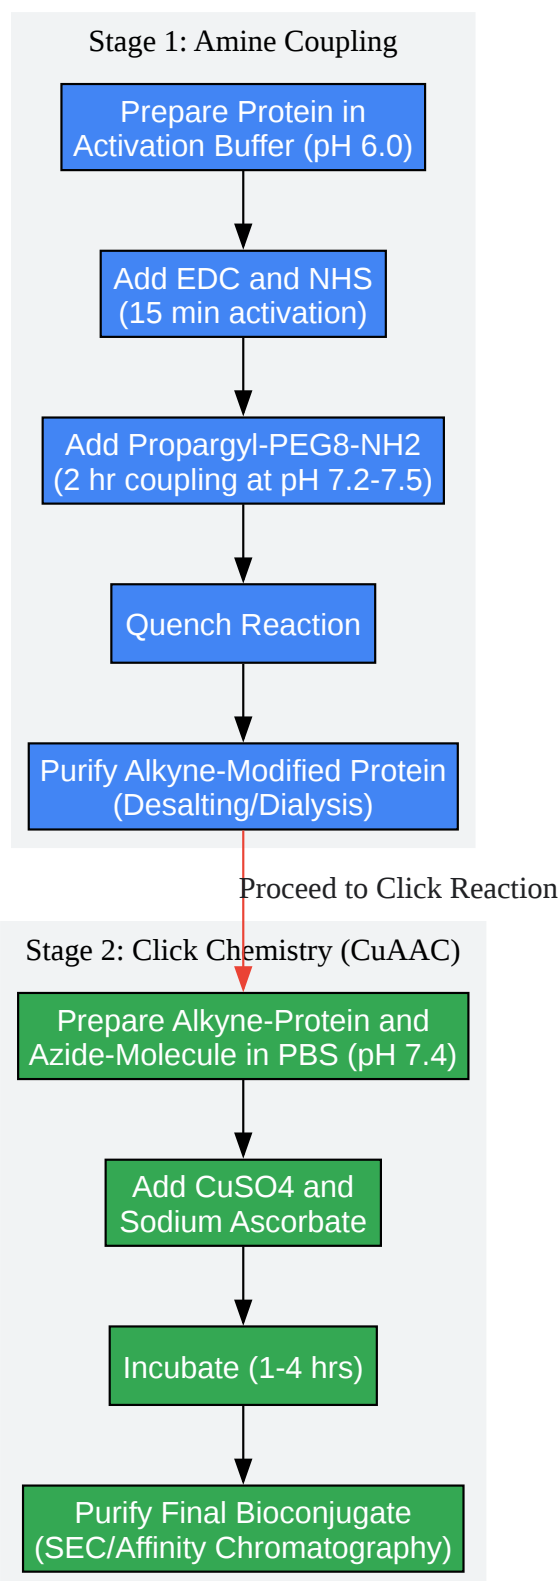 Stage 1: Amine Coupling
Prepare Protein in
Activation Buffer (pH 6.0)
Add EDC and NHS
(15 min activation)
Add Propargyl-PEG8-NH2
(2 hr coupling at pH 7.2-7.5)
Quench Reaction
Purify Alkyne-Modified Protein
(Desalting/Dialysis)
Proceed to Click Reaction
Stage 2: Click Chemistry (CuAAC)
Prepare Alkyne-Protein and
Azide-Molecule in PBS (pH 7.4)
Add CuSO4 and
Sodium Ascorbate
Incubate (1-4 hrs)
Purify Final Bioconjugate
(SEC/Affinity Chromatography)